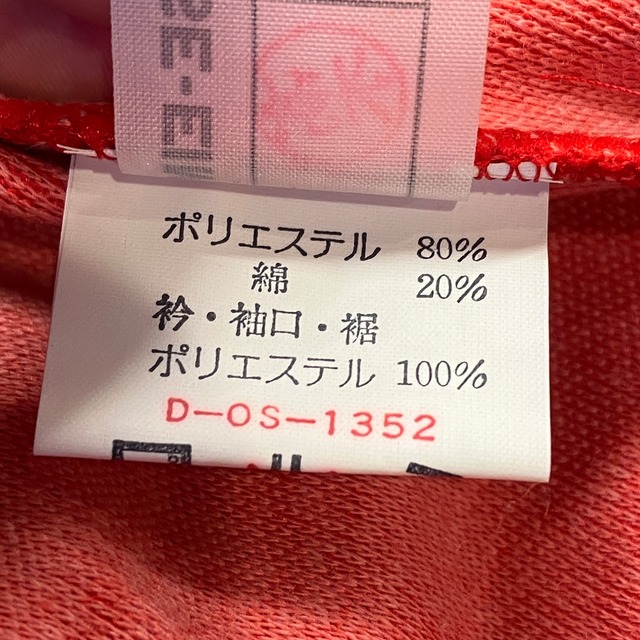 ポリエステル 80%
綿 20%
衿・袖口・裾
ポリエステル 100%
D-OS-1352